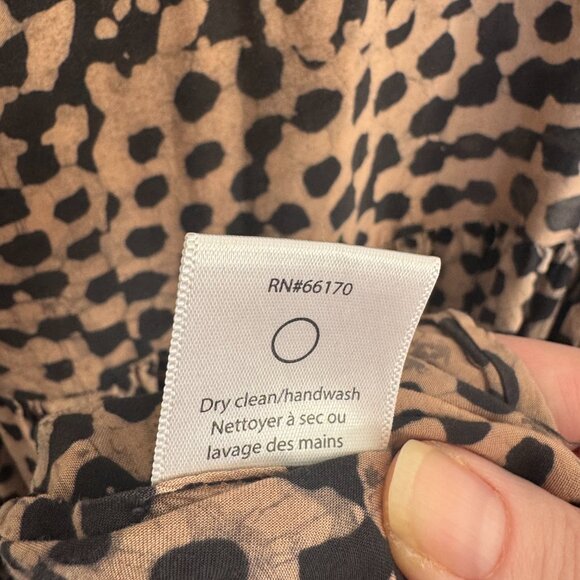 RN#66170
Dry clean/handwash
Nettoyer à sec ou
lavage des mains